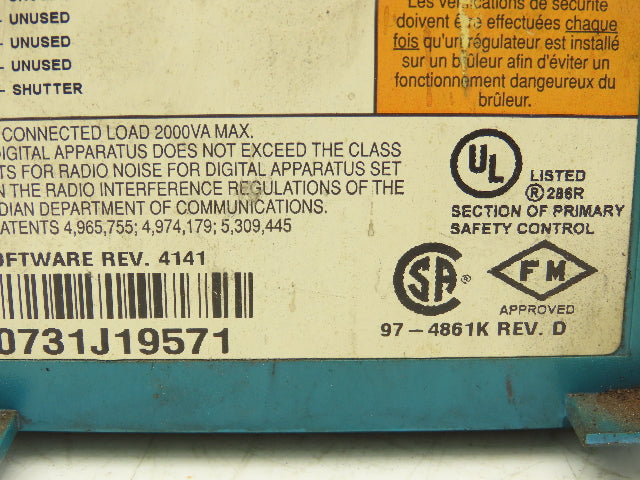 - UNUSED
- UNUSED
- UNUSED
- SHUTTER
Les vérifications de sécurité
doivent être effectuées chaque
fois qu'un régulateur est installé
sur un brûleur afin d'éviter un
fonctionnement dangeureux du
brûleur.
CONNECTED LOAD 2000VA MAX.
DIGITAL APPARATUS DOES NOT EXCEED THE CLASS
TS FOR RADIO NOISE FOR DIGITAL APPARATUS SET
N THE RADIO INTERFERENCE REGULATIONS OF THE
DIAN DEPARTMENT OF COMMUNICATIONS.
ATENTS 4,965,755; 4,974,179; 5,309,445
OFTWARE REV. 4141
0731J19571
UL
LISTED
® 286R
SECTION OF PRIMARY
SAFETY CONTROL
CSA ®
FM
APPROVED
97-4861K REV. D